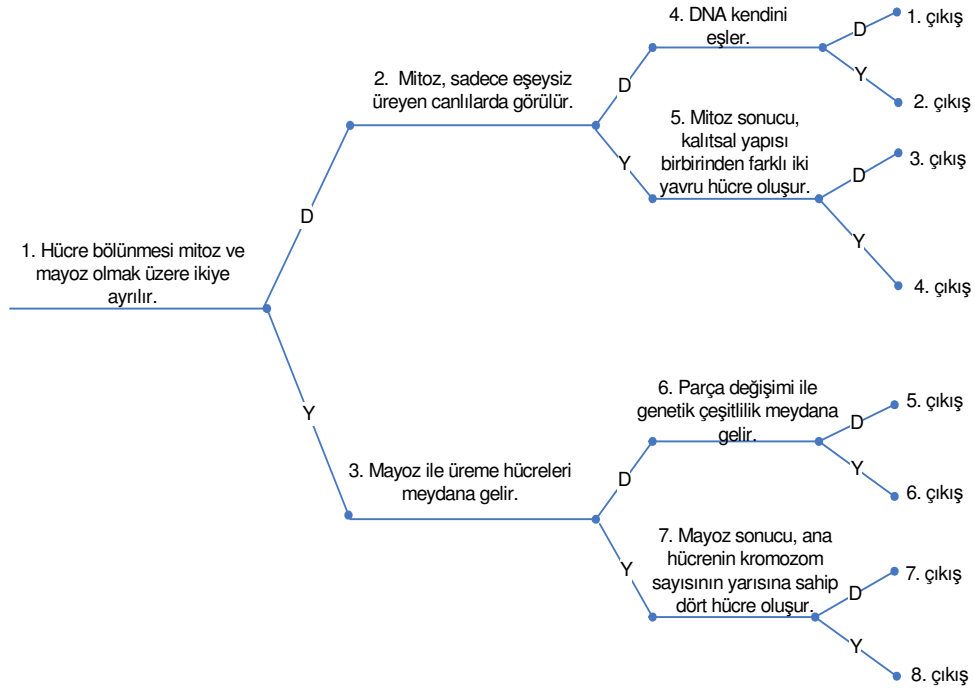 1. Hücre bölünmesi mitoz ve
mayoz olmak üzere ikiye
ayrılır.
D
Y
2. Mitoz, sadece eşeysiz
üreyen canlılarda görülür.
D
Y
4. DNA kendini
eşler.
D
Y
1. çıkış
2. çıkış
5. Mitoz sonucu,
kalıtsal yapısı
birbirinden farklı iki
yavru hücre oluşur.
D
Y
3. çıkış
4. çıkış
3. Mayoz ile üreme hücreleri
meydana gelir.
D
Y
6. Parça değişimi ile
genetik çeşitlilik meydana
gelir.
D
Y
5. çıkış
6. çıkış
7. Mayoz sonucu, ana
hücrenin kromozom
sayısının yarısına sahip
dört hücre oluşur.
D
Y
7. çıkış
8. çıkış